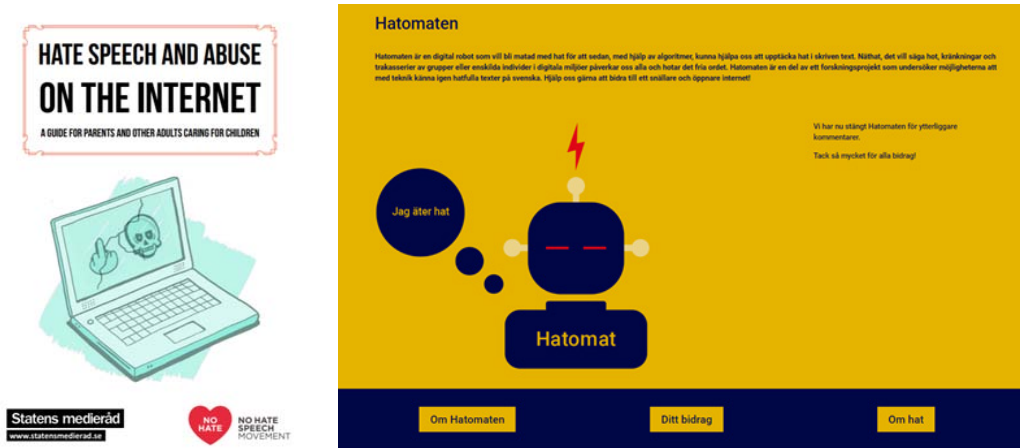 HATE SPEECH AND ABUSE
ON THE INTERNET
A GUIDE FOR PARENTS AND OTHER ADULTS CARING FOR CHILDREN
Statens medieråd
www.statensmedierad.se
NO
HATE
NO HATE
SPEECH
MOVEMENT
Hatomaten
Hatomaten är en digital robot som vill bli matad med hat för att sedan, med hjälp av algoritmer, kunna hjälpa oss att upptäcka hat i skriven text. Näthat, det vill säga hot, kränkningar och
trakasserier av grupper eller enskilda individer i digitala miljöer påverkar oss alla och hotar det fria ordet. Hatomaten är en del av ett forskningsprojekt som undersöker möjligheterna att
med teknik känna igen hatfulla texter på svenska. Hjälp oss gärna att bidra till ett snällare och öppnare internet!
Vi har nu stängt Hatomaten för ytterliggare
kommentarer.
Tack så mycket för alla bidrag!
Jag äter hat
Hatomat
Om Hatomaten
Ditt bidrag
Om hat